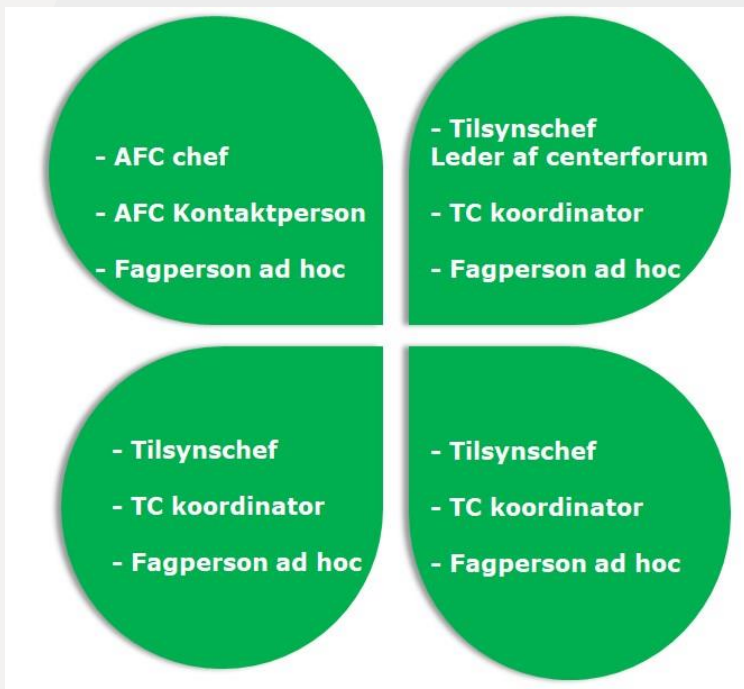 - AFC chef
- AFC Kontaktperson
- Fagperson ad hoc
- Tilsynschef
Leder af centerforum
- TC koordinator
- Fagperson ad hoc
- Tilsynschef
- TC koordinator
- Fagperson ad hoc
- Tilsynschef
- TC koordinator
- Fagperson ad hoc